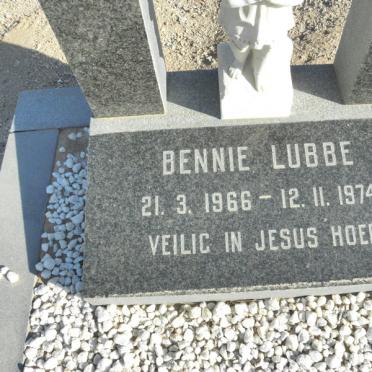 BENNIE LUBBE
21. 3. 1966 – 12. 11. 1974
VEILIG IN JESUS HOE